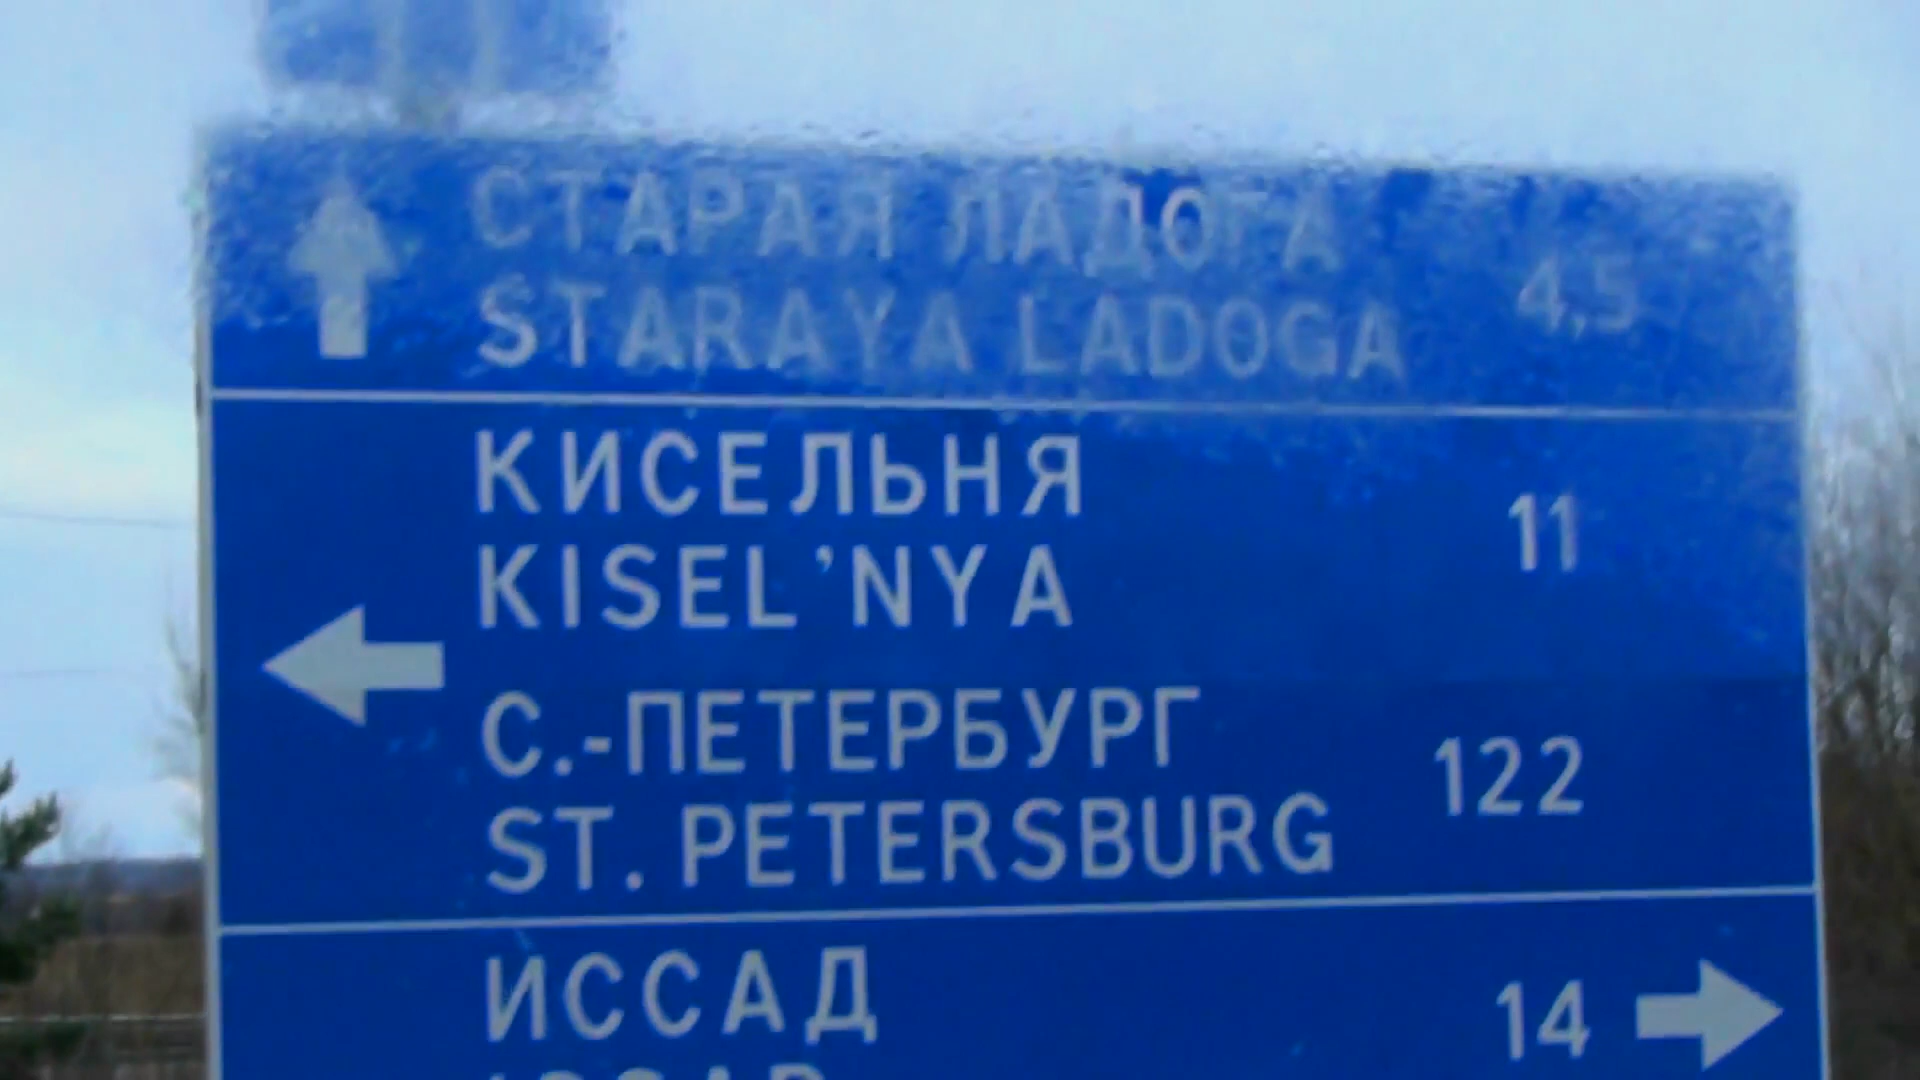 СТАРАЯ ЛАДОГА
STARAYA LADOGA
4,5
КИСЕЛЬНЯ
KISEL'NYA
11
С.-ПЕТЕРБУРГ
ST. PETERSBURG
122
ИССАД
14